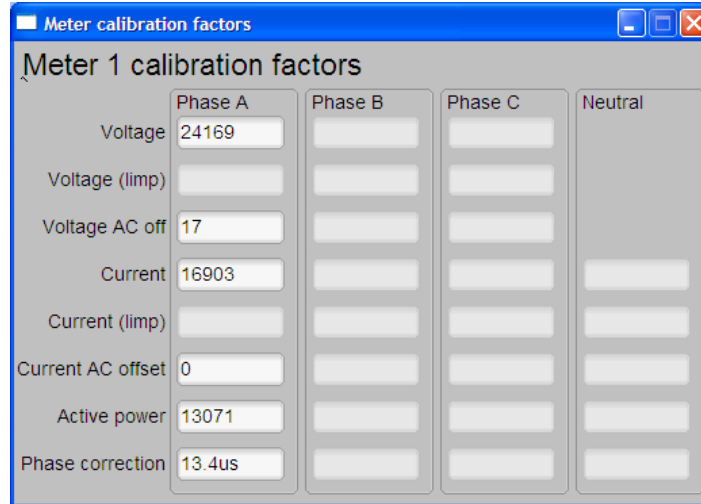 Meter calibration factors
Meter 1 calibration factors
Phase A Phase B Phase C Neutral
Voltage 24169
Voltage (limp)
Voltage AC off 17
Current 16903
Current (limp)
Current AC offset 0
Active power 13071
Phase correction 13.4us